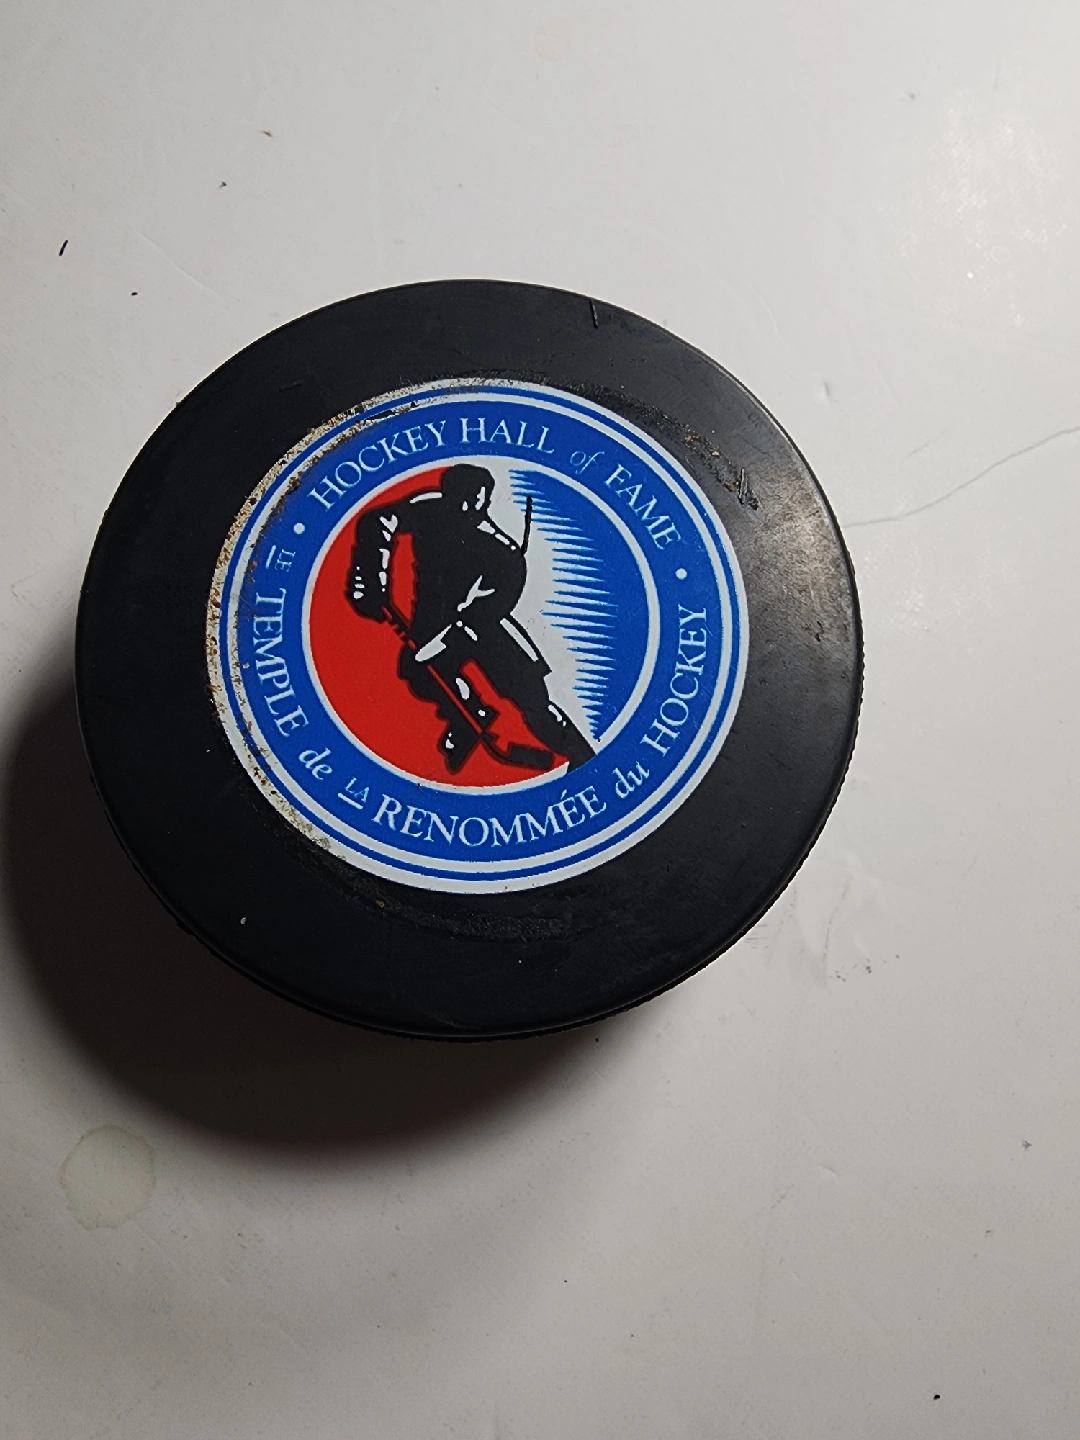 HOCKEY HALL of FAME
LE TEMPLE de LA RENOMMÉE du HOCKEY